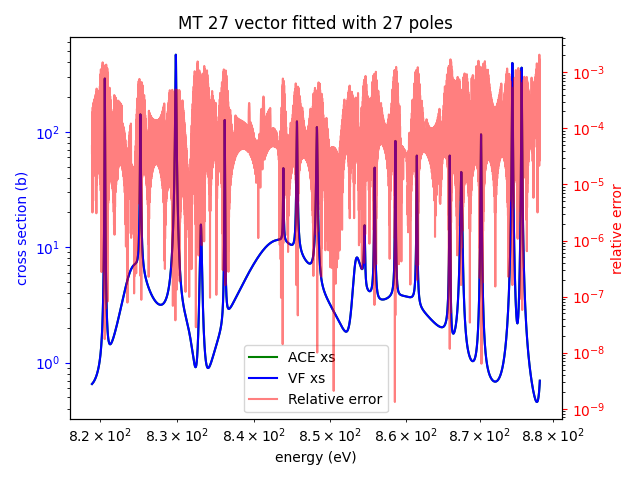 MT 27 vector fitted with 27 poles
10²
10¹
10⁰
cross section (b)
10⁻³
10⁻⁴
10⁻⁵
10⁻⁶
10⁻⁷
10⁻⁸
10⁻⁹
relative error
ACE xs
VF xs
Relative error
8.2 × 10² 8.3 × 10² 8.4 × 10² 8.5 × 10² 8.6 × 10² 8.7 × 10² 8.8 × 10²
energy (eV)